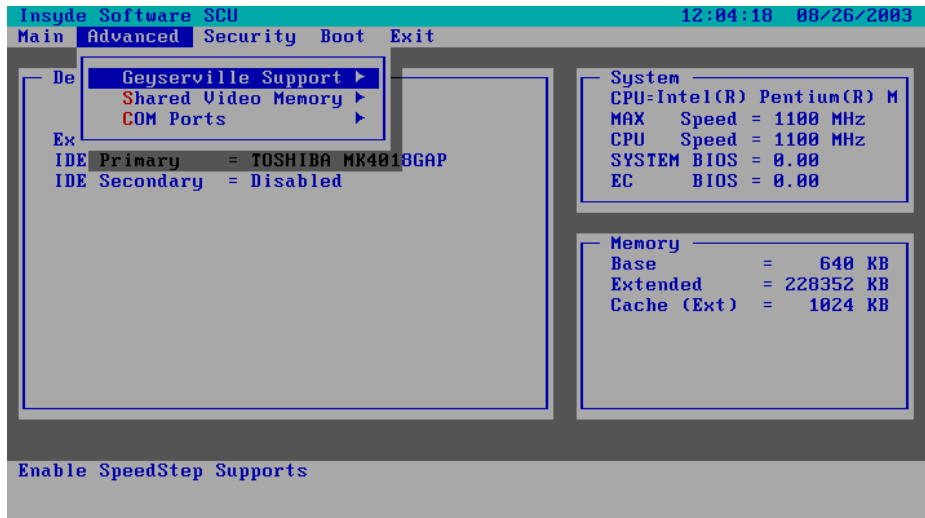 Insyde Software SCU 12:04:18 08/26/2003
Main Advanced Security Boot Exit
De
Geyserville Support
Shared Video Memory
COM Ports
Ex
IDE Primary = TOSHIBA MK4018GAP
IDE Secondary = Disabled
System
CPU=Intel(R) Pentium(R) M
MAX Speed = 1100 MHz
CPU Speed = 1100 MHz
SYSTEM BIOS = 0.00
EC BIOS = 0.00
Memory
Base = 640 KB
Extended = 228352 KB
Cache (Ext) = 1024 KB
Enable SpeedStep Supports